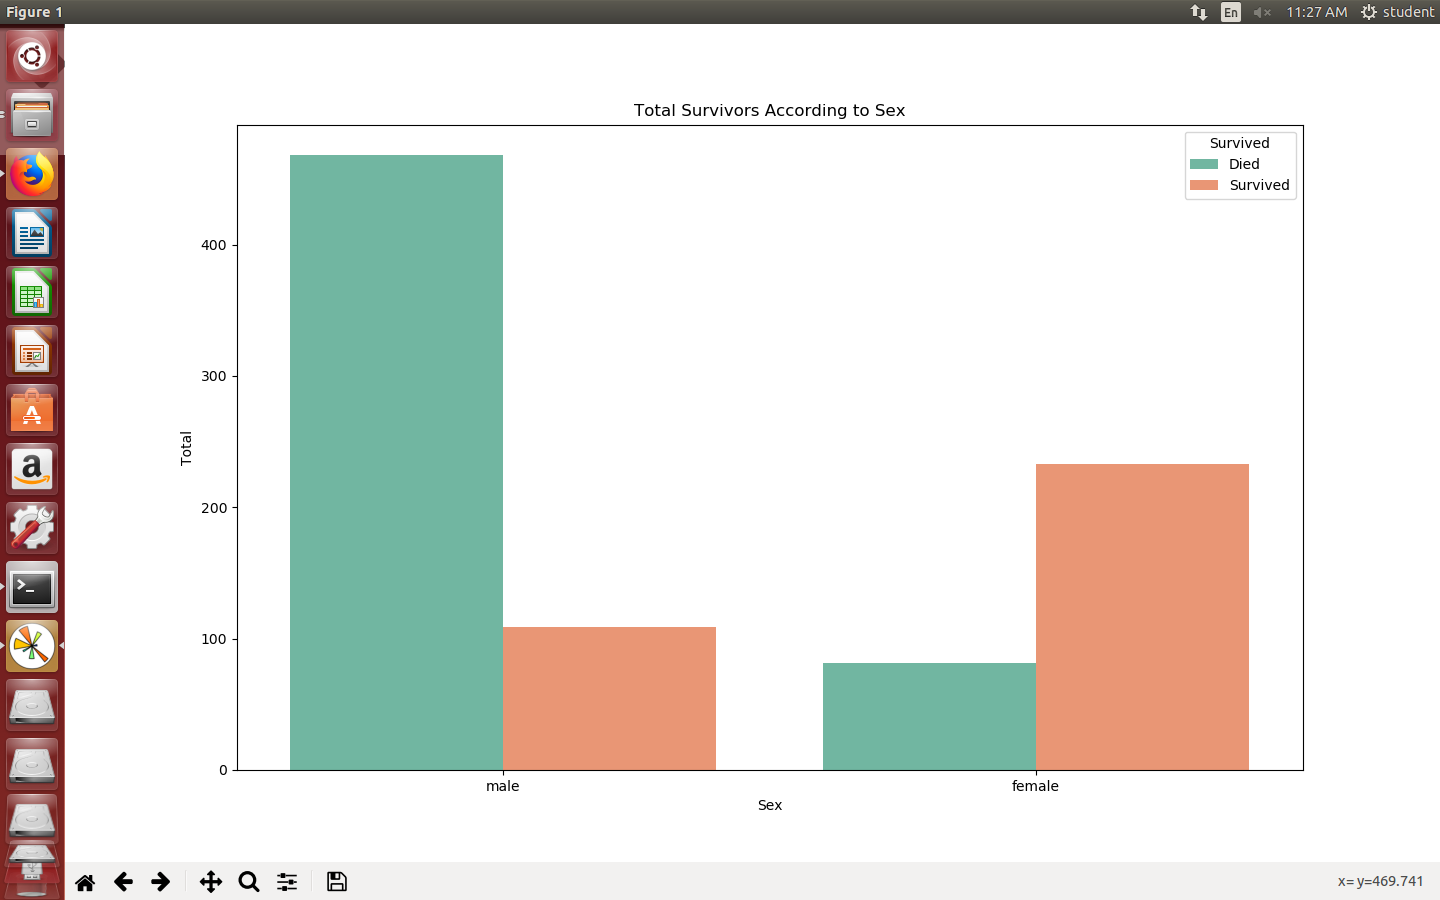 Figure 1
En
11:27 AM
student
Total Survivors According to Sex
Survived
Died
Survived
400
300
200
100
0
Total
male
female
Sex
x= y=469.741